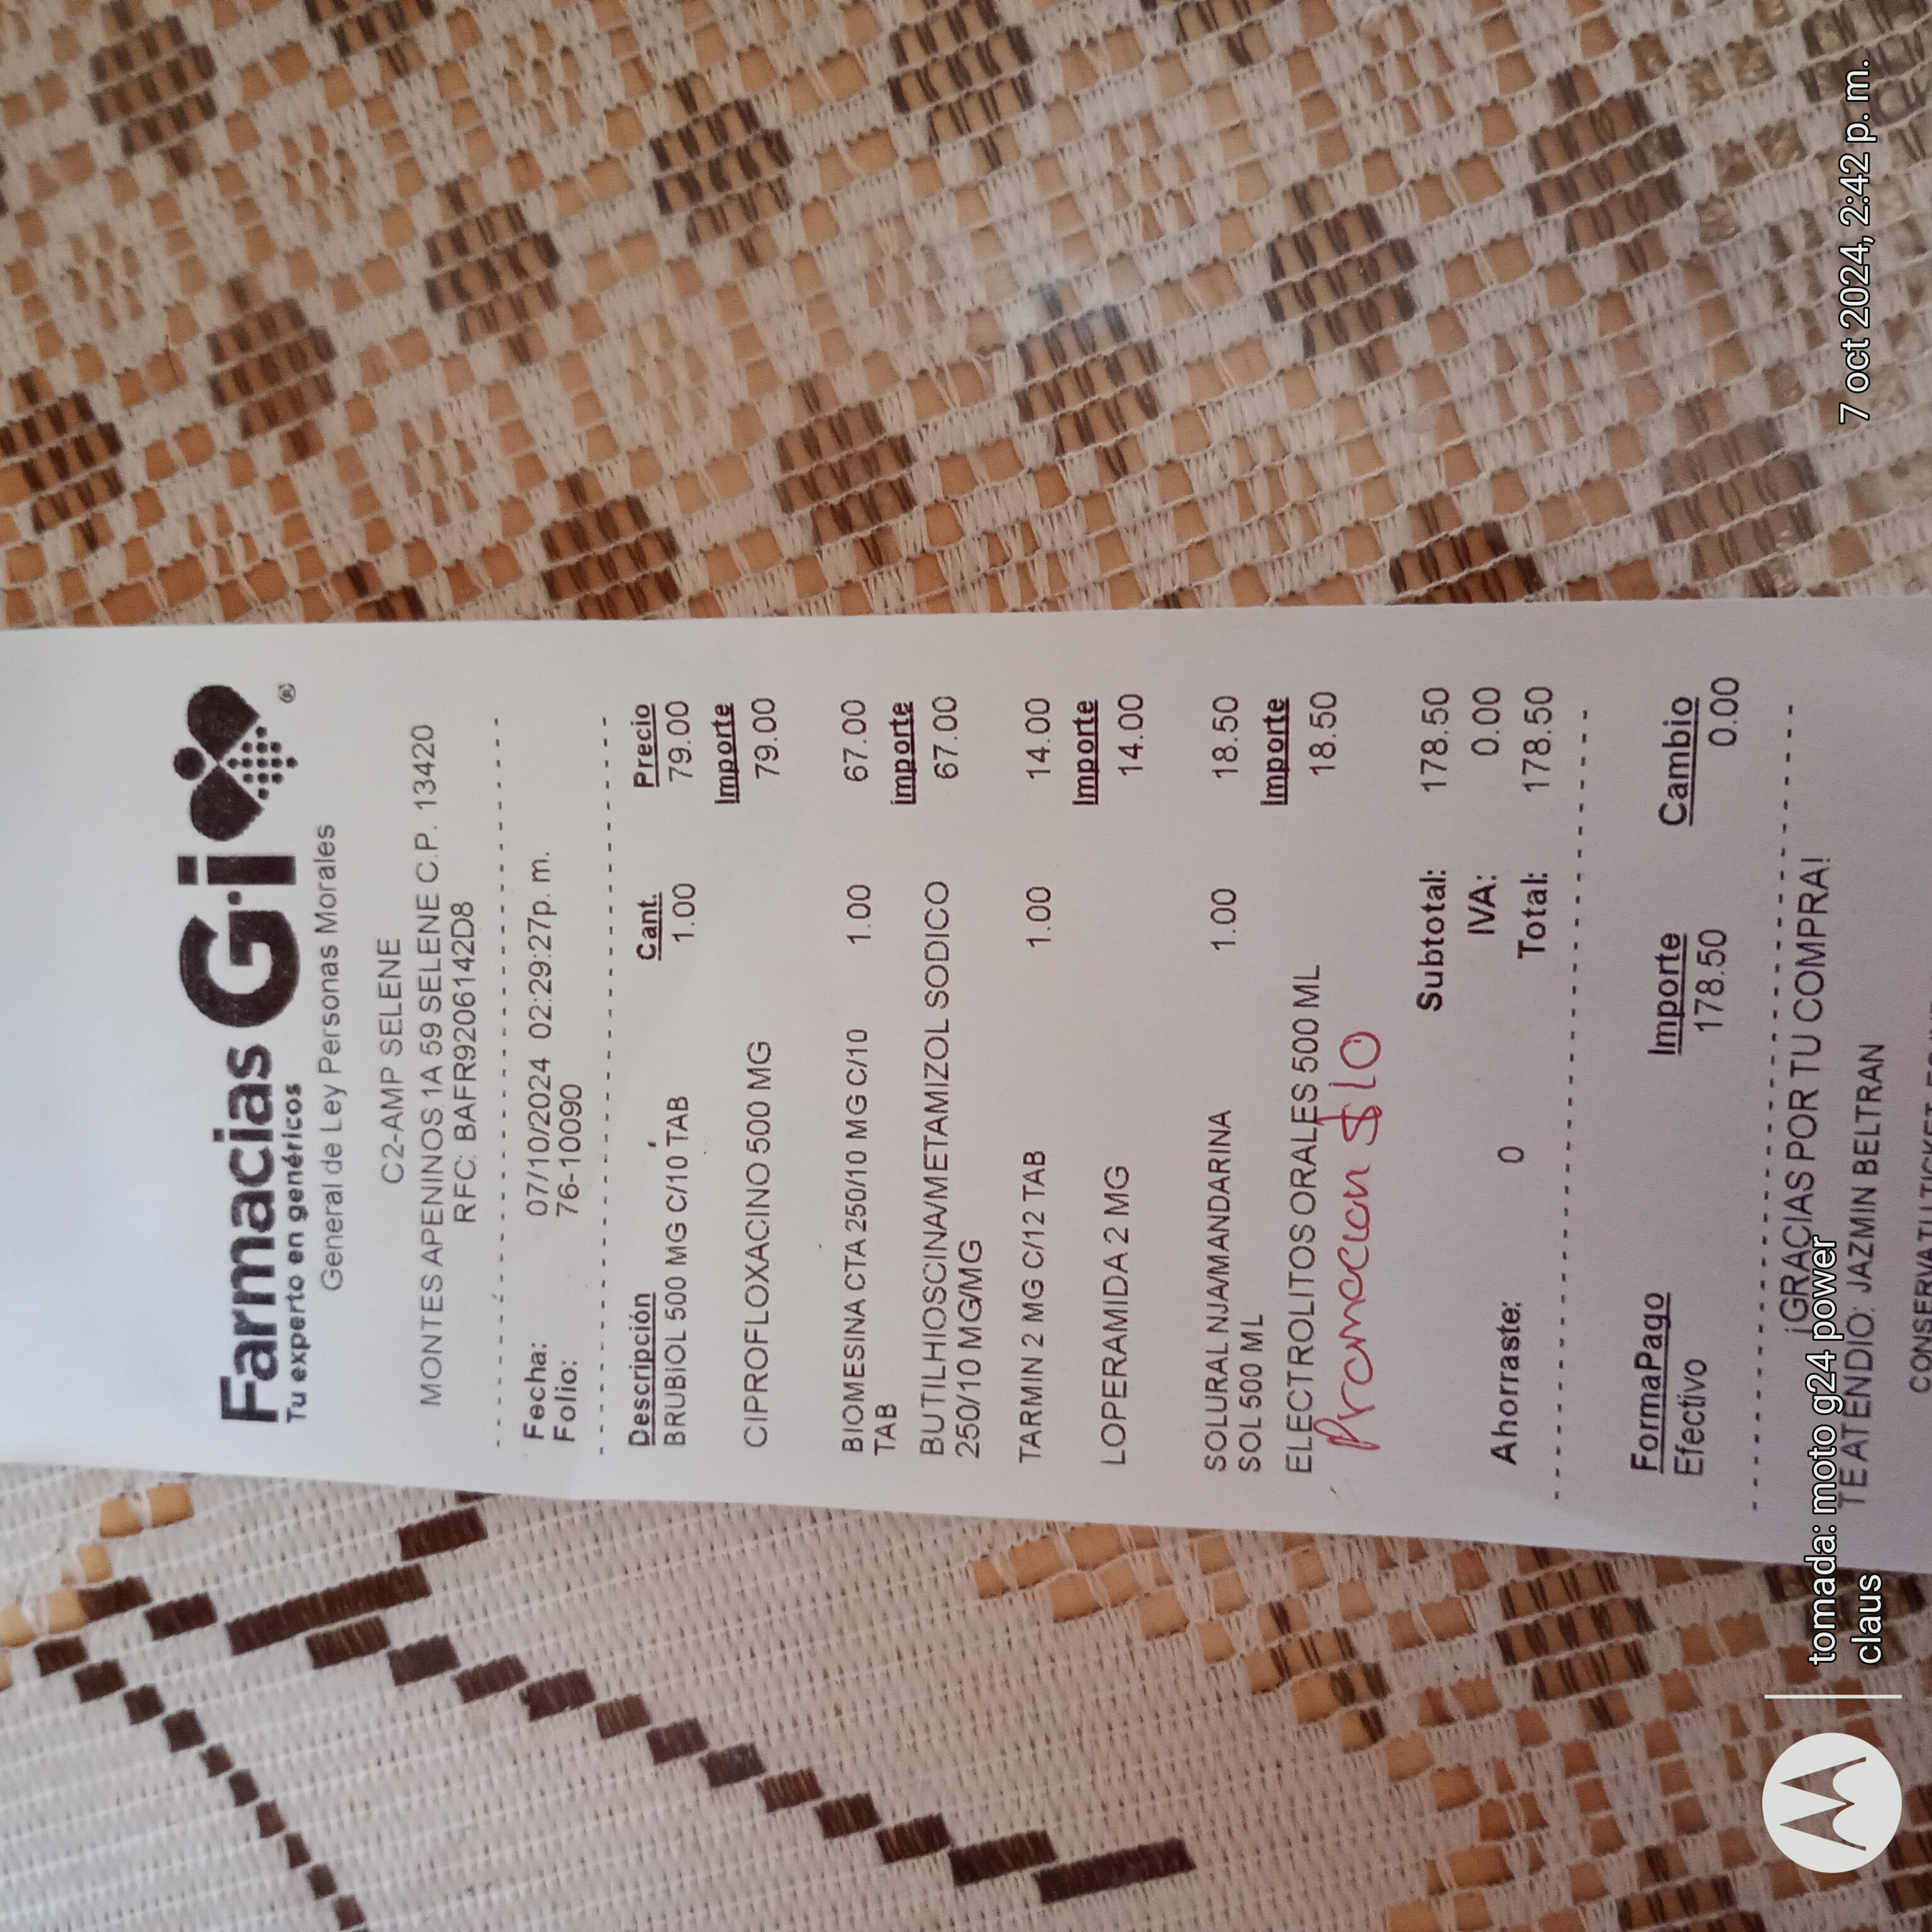 Farmacias G·i
®
Tu experto en genéricos
General de Ley Personas Morales
C2-AMP SELENE
MONTES APENINOS 1A 59 SELENE C.P. 13420
RFC: BAFR9206142D8
Fecha: 07/10/2024 02:29:27p. m.
Folio: 76-10090
Descripción Cant. Precio
BRUBIOL 500 MG C/10 TAB 1.00 79.00
Importe
CIPROFLOXACINO 500 MG 79.00
BIOMESINA CTA 250/10 MG C/10 1.00 67.00
TAB Importe
BUTILHIOSCINA/METAMIZOL SODICO 67.00
250/10 MG/MG
TARMIN 2 MG C/12 TAB 1.00 14.00
Importe
LOPERAMIDA 2 MG 14.00
SOLURAL NJA/MANDARINA 1.00 18.50
SOL 500 ML Importe
ELECTROLITOS ORALES 500 ML 18.50
Promocion $10
Subtotal: 178.50
IVA: 0.00
Ahorraste: 0 Total: 178.50
FormaPago Importe Cambio
Efectivo 178.50 0.00
¡GRACIAS POR TU COMPRA!
TE ATENDIO: JAZMIN BELTRAN
CONSERVA TU TICKET
tomada: moto g24 power
claus
7 oct 2024, 2:42 p. m.